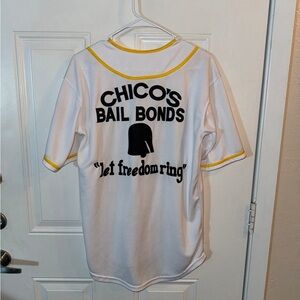 CHICO'S
BAIL BONDS
"let freedom ring"